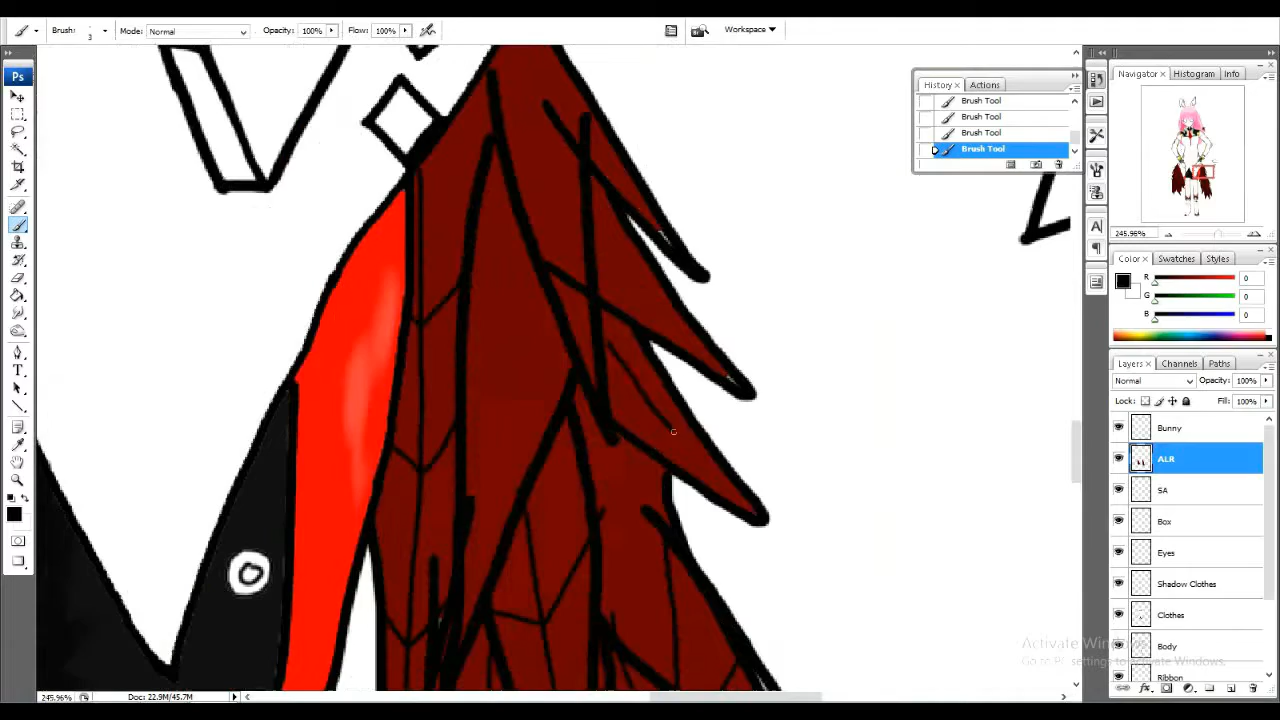 Brush: 3 Mode: Normal Opacity: 100% Flow: 100% Workspace
Ps
History Actions
Brush Tool
Brush Tool
Brush Tool
Brush Tool
Navigator Histogram Info
245.96%
Color Swatches Styles
R 0
G 0
B 0
Layers Channels Paths
Normal Opacity: 100%
Lock: Fill: 100%
Bunny
ALR
SA
Box
Eyes
Shadow Clothes
Clothes
Body
Ribbon
Activate Windows
Go to PC settings to activate Windows.
245.96% Doc: 22.9M/45.7M